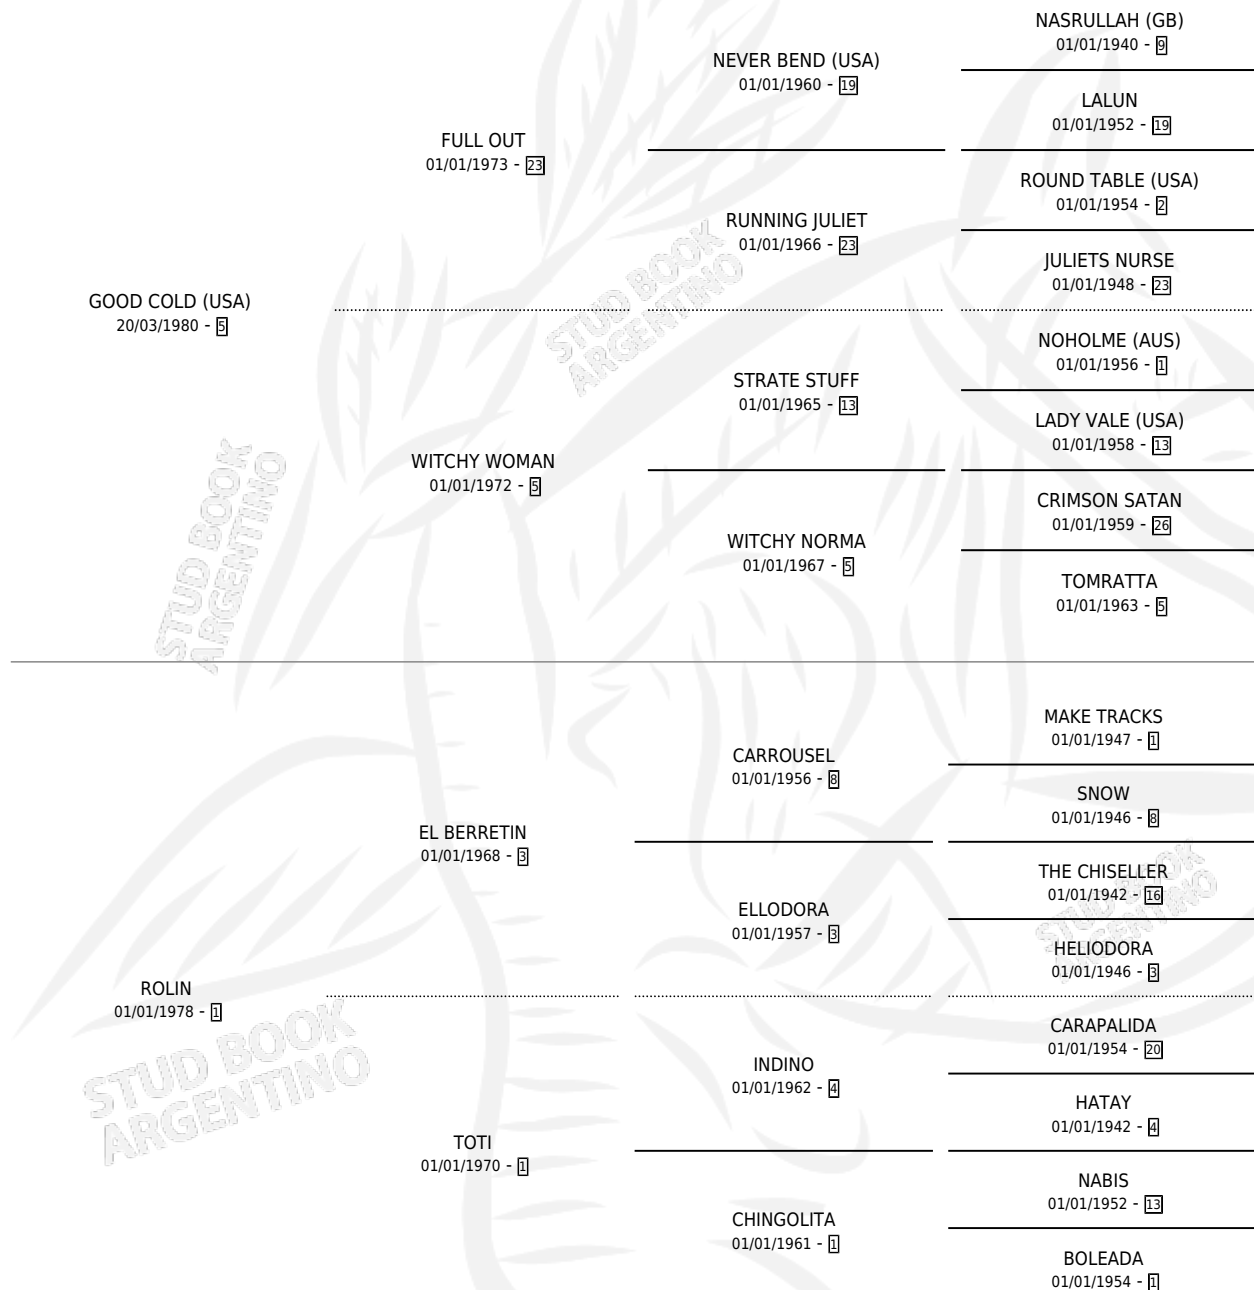 NASRULLAH (GB)
01/01/1940 - 9
NEVER BEND (USA)
01/01/1960 - 19
LALUN
01/01/1952 - 19
FULL OUT
01/01/1973 - 23
ROUND TABLE (USA)
01/01/1954 - 2
RUNNING JULIET
01/01/1966 - 23
JULIETS NURSE
01/01/1948 - 23
GOOD COLD (USA)
20/03/1980 - 5
NOHOLME (AUS)
01/01/1956 - 1
STRATE STUFF
01/01/1965 - 13
LADY VALE (USA)
01/01/1958 - 13
WITCHY WOMAN
01/01/1972 - 5
CRIMSON SATAN
01/01/1959 - 26
WITCHY NORMA
01/01/1967 - 5
TOMRATTA
01/01/1963 - 5
MAKE TRACKS
01/01/1947 - 1
CARROUSEL
01/01/1956 - 8
SNOW
01/01/1946 - 8
EL BERRETIN
01/01/1968 - 3
THE CHISELLER
01/01/1942 - 16
ELLODORA
01/01/1957 - 3
HELIODORA
01/01/1946 - 3
ROLIN
01/01/1978 - 1
CARAPALIDA
01/01/1954 - 20
INDINO
01/01/1962 - 4
HATAY
01/01/1942 - 4
TOTI
01/01/1970 - 1
NABIS
01/01/1952 - 13
CHINGOLITA
01/01/1961 - 1
BOLEADA
01/01/1954 - 1
STUD BOOK
ARGENTINO
STUD BOOK
ARGENTINO
STUD BOOK
ARGENTINO
STUD BOOK
ARGENTINO